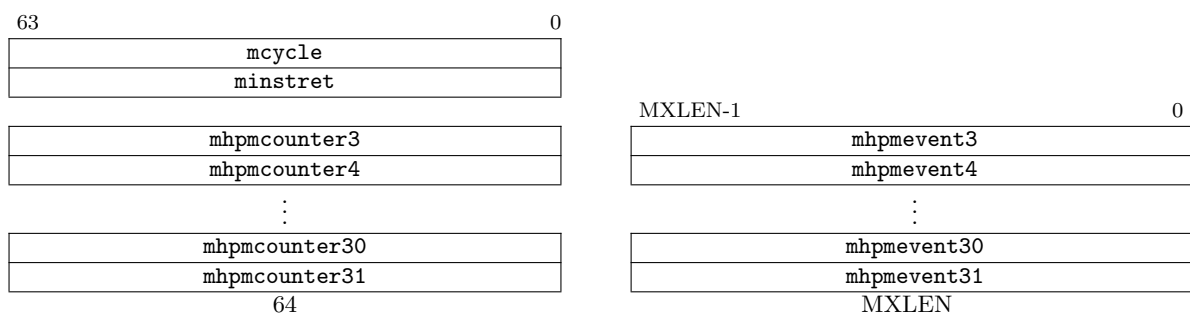 63 0
mcycle
minstret
mhpmcounter3
mhpmcounter4
⋮
mhpmcounter30
mhpmcounter31
64
MXLEN-1 0
mhpmevent3
mhpmevent4
⋮
mhpmevent30
mhpmevent31
MXLEN